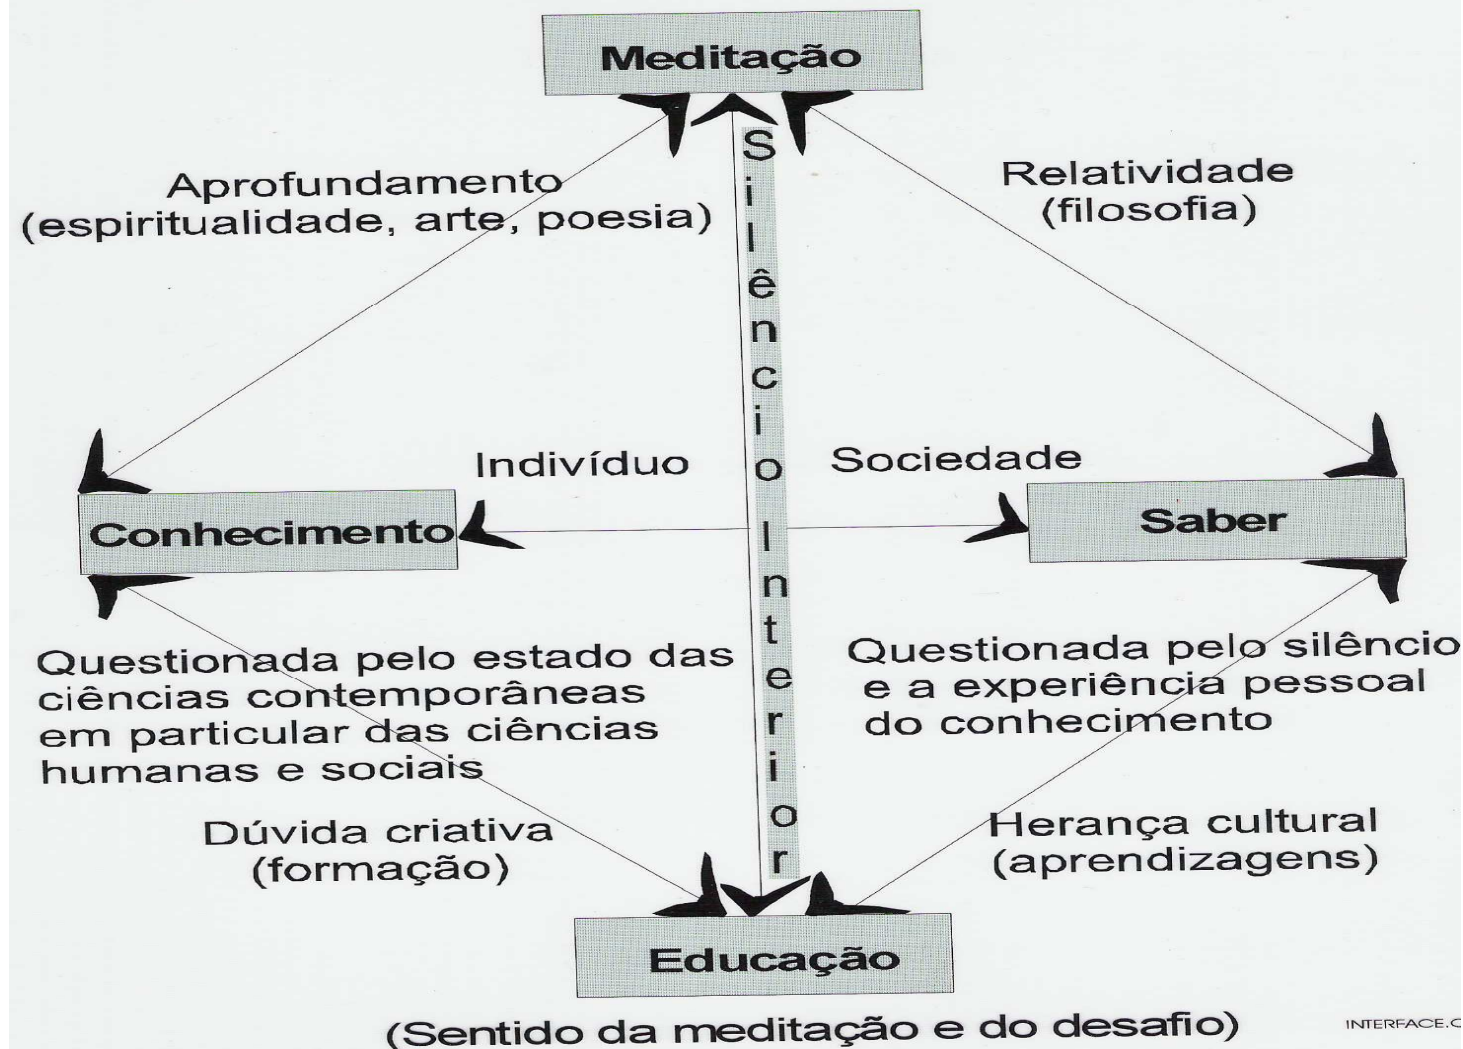 Meditação
Silêncio Interior
Aprofundamento
(espiritualidade, arte, poesia)
Relatividade
(filosofia)
Indivíduo
Sociedade
Conhecimento
Saber
Questionada pelo estado das
ciências contemporâneas
em particular das ciências
humanas e sociais
Questionada pelo silêncio
e a experiência pessoal
do conhecimento
Dúvida criativa
(formação)
Herança cultural
(aprendizagens)
Educação
(Sentido da meditação e do desafio)
INTERFACE.C